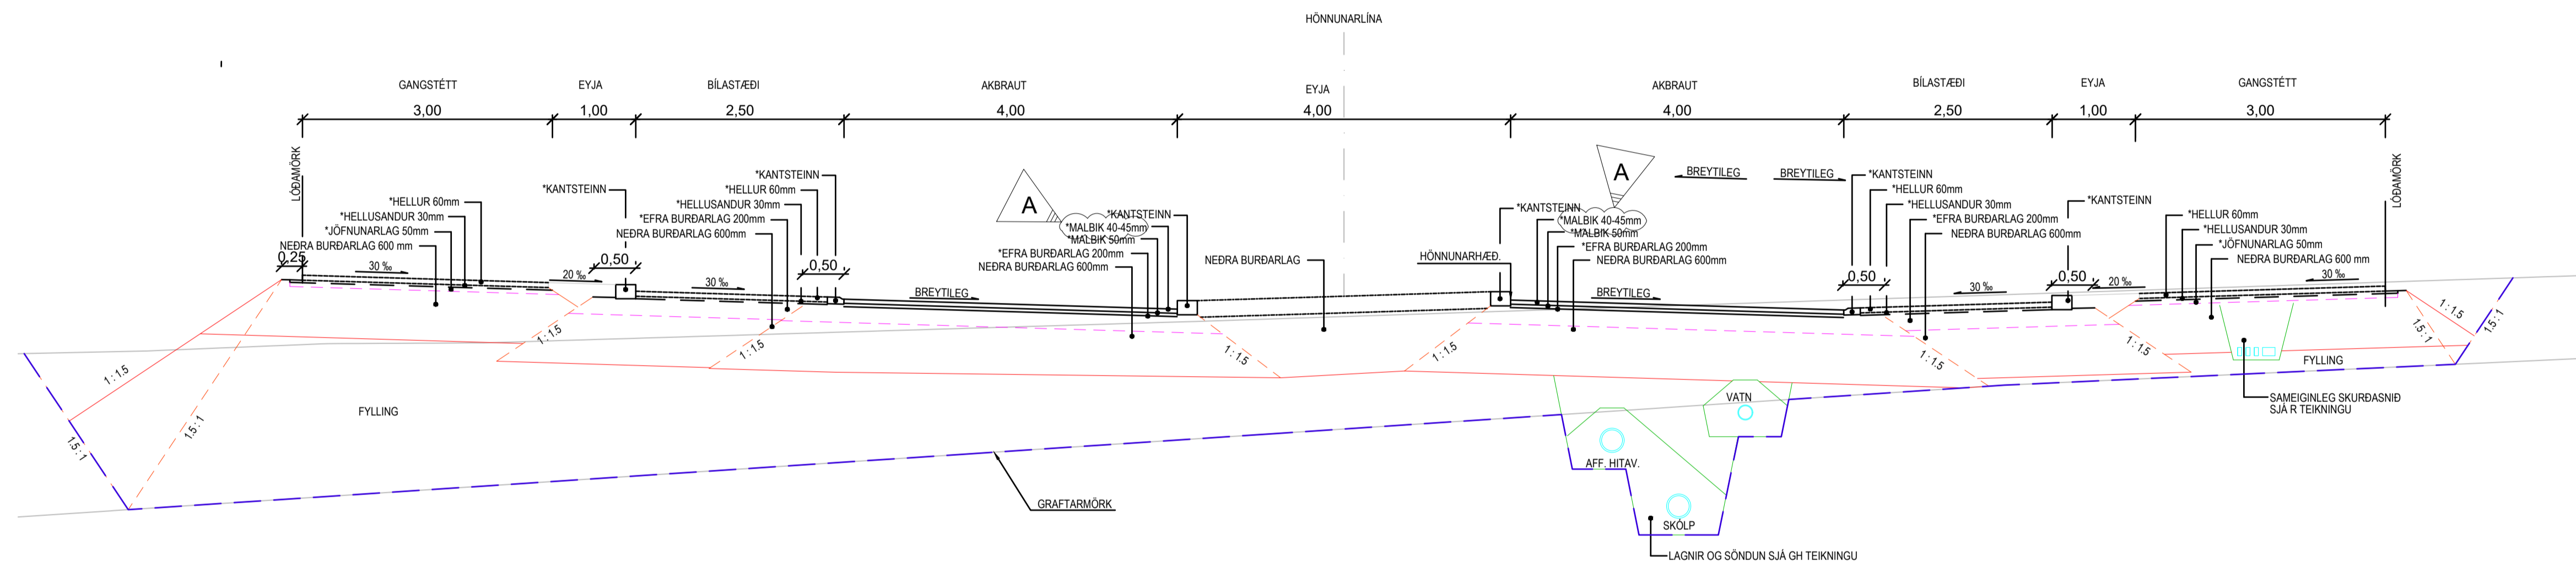 HÖNNUNARLÍNA
GANGSTÉTT
EYJA
BÍLASTÆÐI
AKBRAUT
EYJA
AKBRAUT
BÍLASTÆÐI
EYJA
GANGSTÉTT
3,00
1,00
2,50
4,00
4,00
4,00
2,50
1,00
3,00
LÓÐAMÖRK
*HELLUR 60mm
*HELLUSANDUR 30mm
*JÖFNUNARLAG 50mm
NEÐRA BURÐARLAG 600 mm
0,25
30 ‰
*KANTSTEINN
20 ‰
0,50
*KANTSTEINN
*HELLUR 60mm
*HELLUSANDUR 30mm
*EFRA BURÐARLAG 200mm
NEÐRA BURÐARLAG 600mm
0,50
30 ‰
BREYTILEG
A
*KANTSTEINN
*MALBIK 40-45mm
*MALBIK 50mm
*EFRA BURÐARLAG 200mm
NEÐRA BURÐARLAG 600mm
NEÐRA BURÐARLAG
HÖNNUNARHÆÐ.
A
*KANTSTEINN
*MALBIK 40-45mm
*MALBIK 50mm
*EFRA BURÐARLAG 200mm
NEÐRA BURÐARLAG 600mm
BREYTILEG
BREYTILEG
BREYTILEG
*KANTSTEINN
*HELLUR 60mm
*HELLUSANDUR 30mm
*EFRA BURÐARLAG 200mm
NEÐRA BURÐARLAG 600mm
0,50
30 ‰
*KANTSTEINN
0,50
20 ‰
*HELLUR 60mm
*HELLUSANDUR 30mm
*JÖFNUNARLAG 50mm
NEÐRA BURÐARLAG 600 mm
30 ‰
LÓÐAMÖRK
1 : 1.5
1.5 : 1
1.5 : 1
1 : 1.5
1 : 1.5
1 : 1.5
1 : 1.5
1 : 1.5
1 : 1.5
1 : 1.5
1.5 : 1
1.5 : 1
FYLLING
FYLLING
SAMEIGINLEG SKURÐASNIÐ
SJÁ R TEIKNINGU
VATN
AFF. HITAV.
SKÓLP
GRAFTARMÖRK
LAGNIR OG SÖNDUN SJÁ GH TEIKNINGU